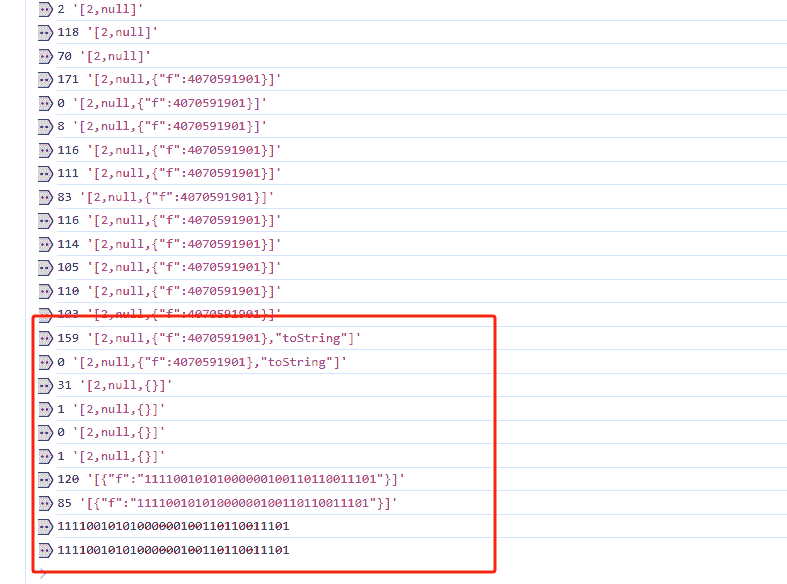 2 '[2,null]'
118 '[2,null]'
70 '[2,null]'
171 '[2,null,{"f":4070591901}]'
0 '[2,null,{"f":4070591901}]'
8 '[2,null,{"f":4070591901}]'
116 '[2,null,{"f":4070591901}]'
111 '[2,null,{"f":4070591901}]'
83 '[2,null,{"f":4070591901}]'
116 '[2,null,{"f":4070591901}]'
114 '[2,null,{"f":4070591901}]'
105 '[2,null,{"f":4070591901}]'
110 '[2,null,{"f":4070591901}]'
103 '[2,null,{"f":4070591901}]'
159 '[2,null,{"f":4070591901},"toString"]'
0 '[2,null,{"f":4070591901},"toString"]'
31 '[2,null,{}]'
1 '[2,null,{}]'
0 '[2,null,{}]'
1 '[2,null,{}]'
120 '[{"f":"11110010101000000100110110011101"}]'
85 '[{"f":"11110010101000000100110110011101"}]'
11110010101000000100110110011101
11110010101000000100110110011101